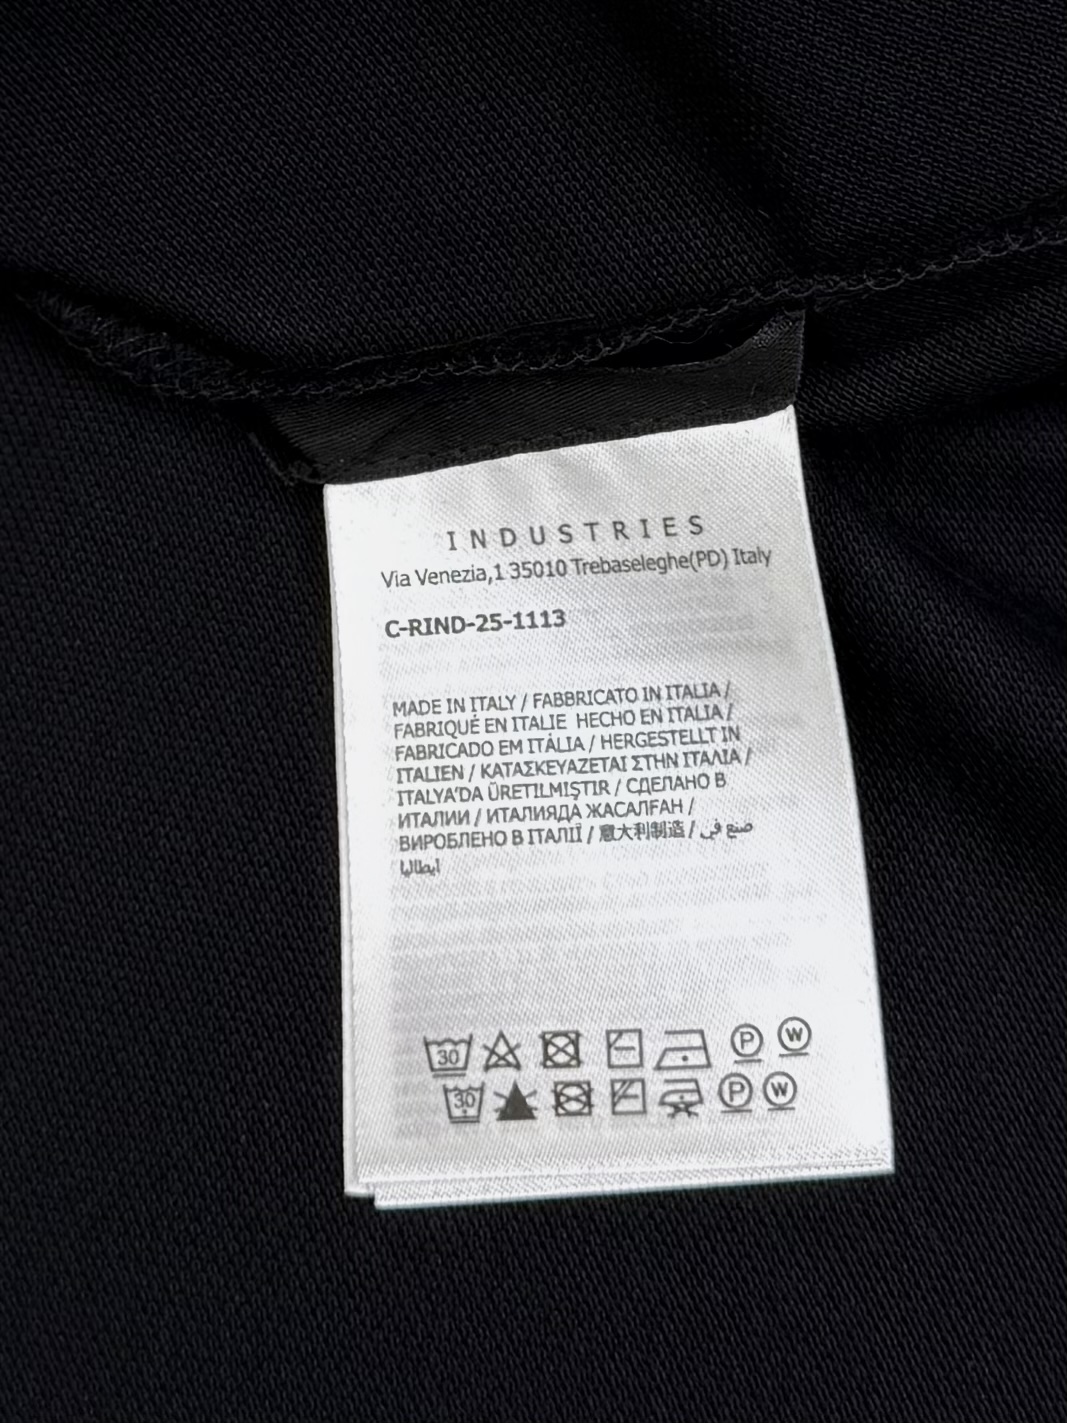 INDUSTRIES
Via Venezia,1 35010 Trebaseleghe(PD) Italy
C-RIND-25-1113
MADE IN ITALY / FABBRICATO IN ITALIA /
FABRIQUÉ EN ITALIE HECHO EN ITALIA /
FABRICADO EM ITÁLIA / HERGESTELLT IN
ITALIEN / ΚΑΤΑΣΚΕΥΑΖΕΤΑΙ ΣΤΗΝ ΙΤΑΛΙΑ /
ITALYA'DA ÜRETILMIŞTIR / СДЕЛАНО В
ИТАЛИИ / ИТАЛИЯДА ЖАСАЛҒАН /
ВИРОБЛЕНО В ІТАЛІЇ / 意大利制造 / صنع في
ايطاليا
30 P W
30 P W